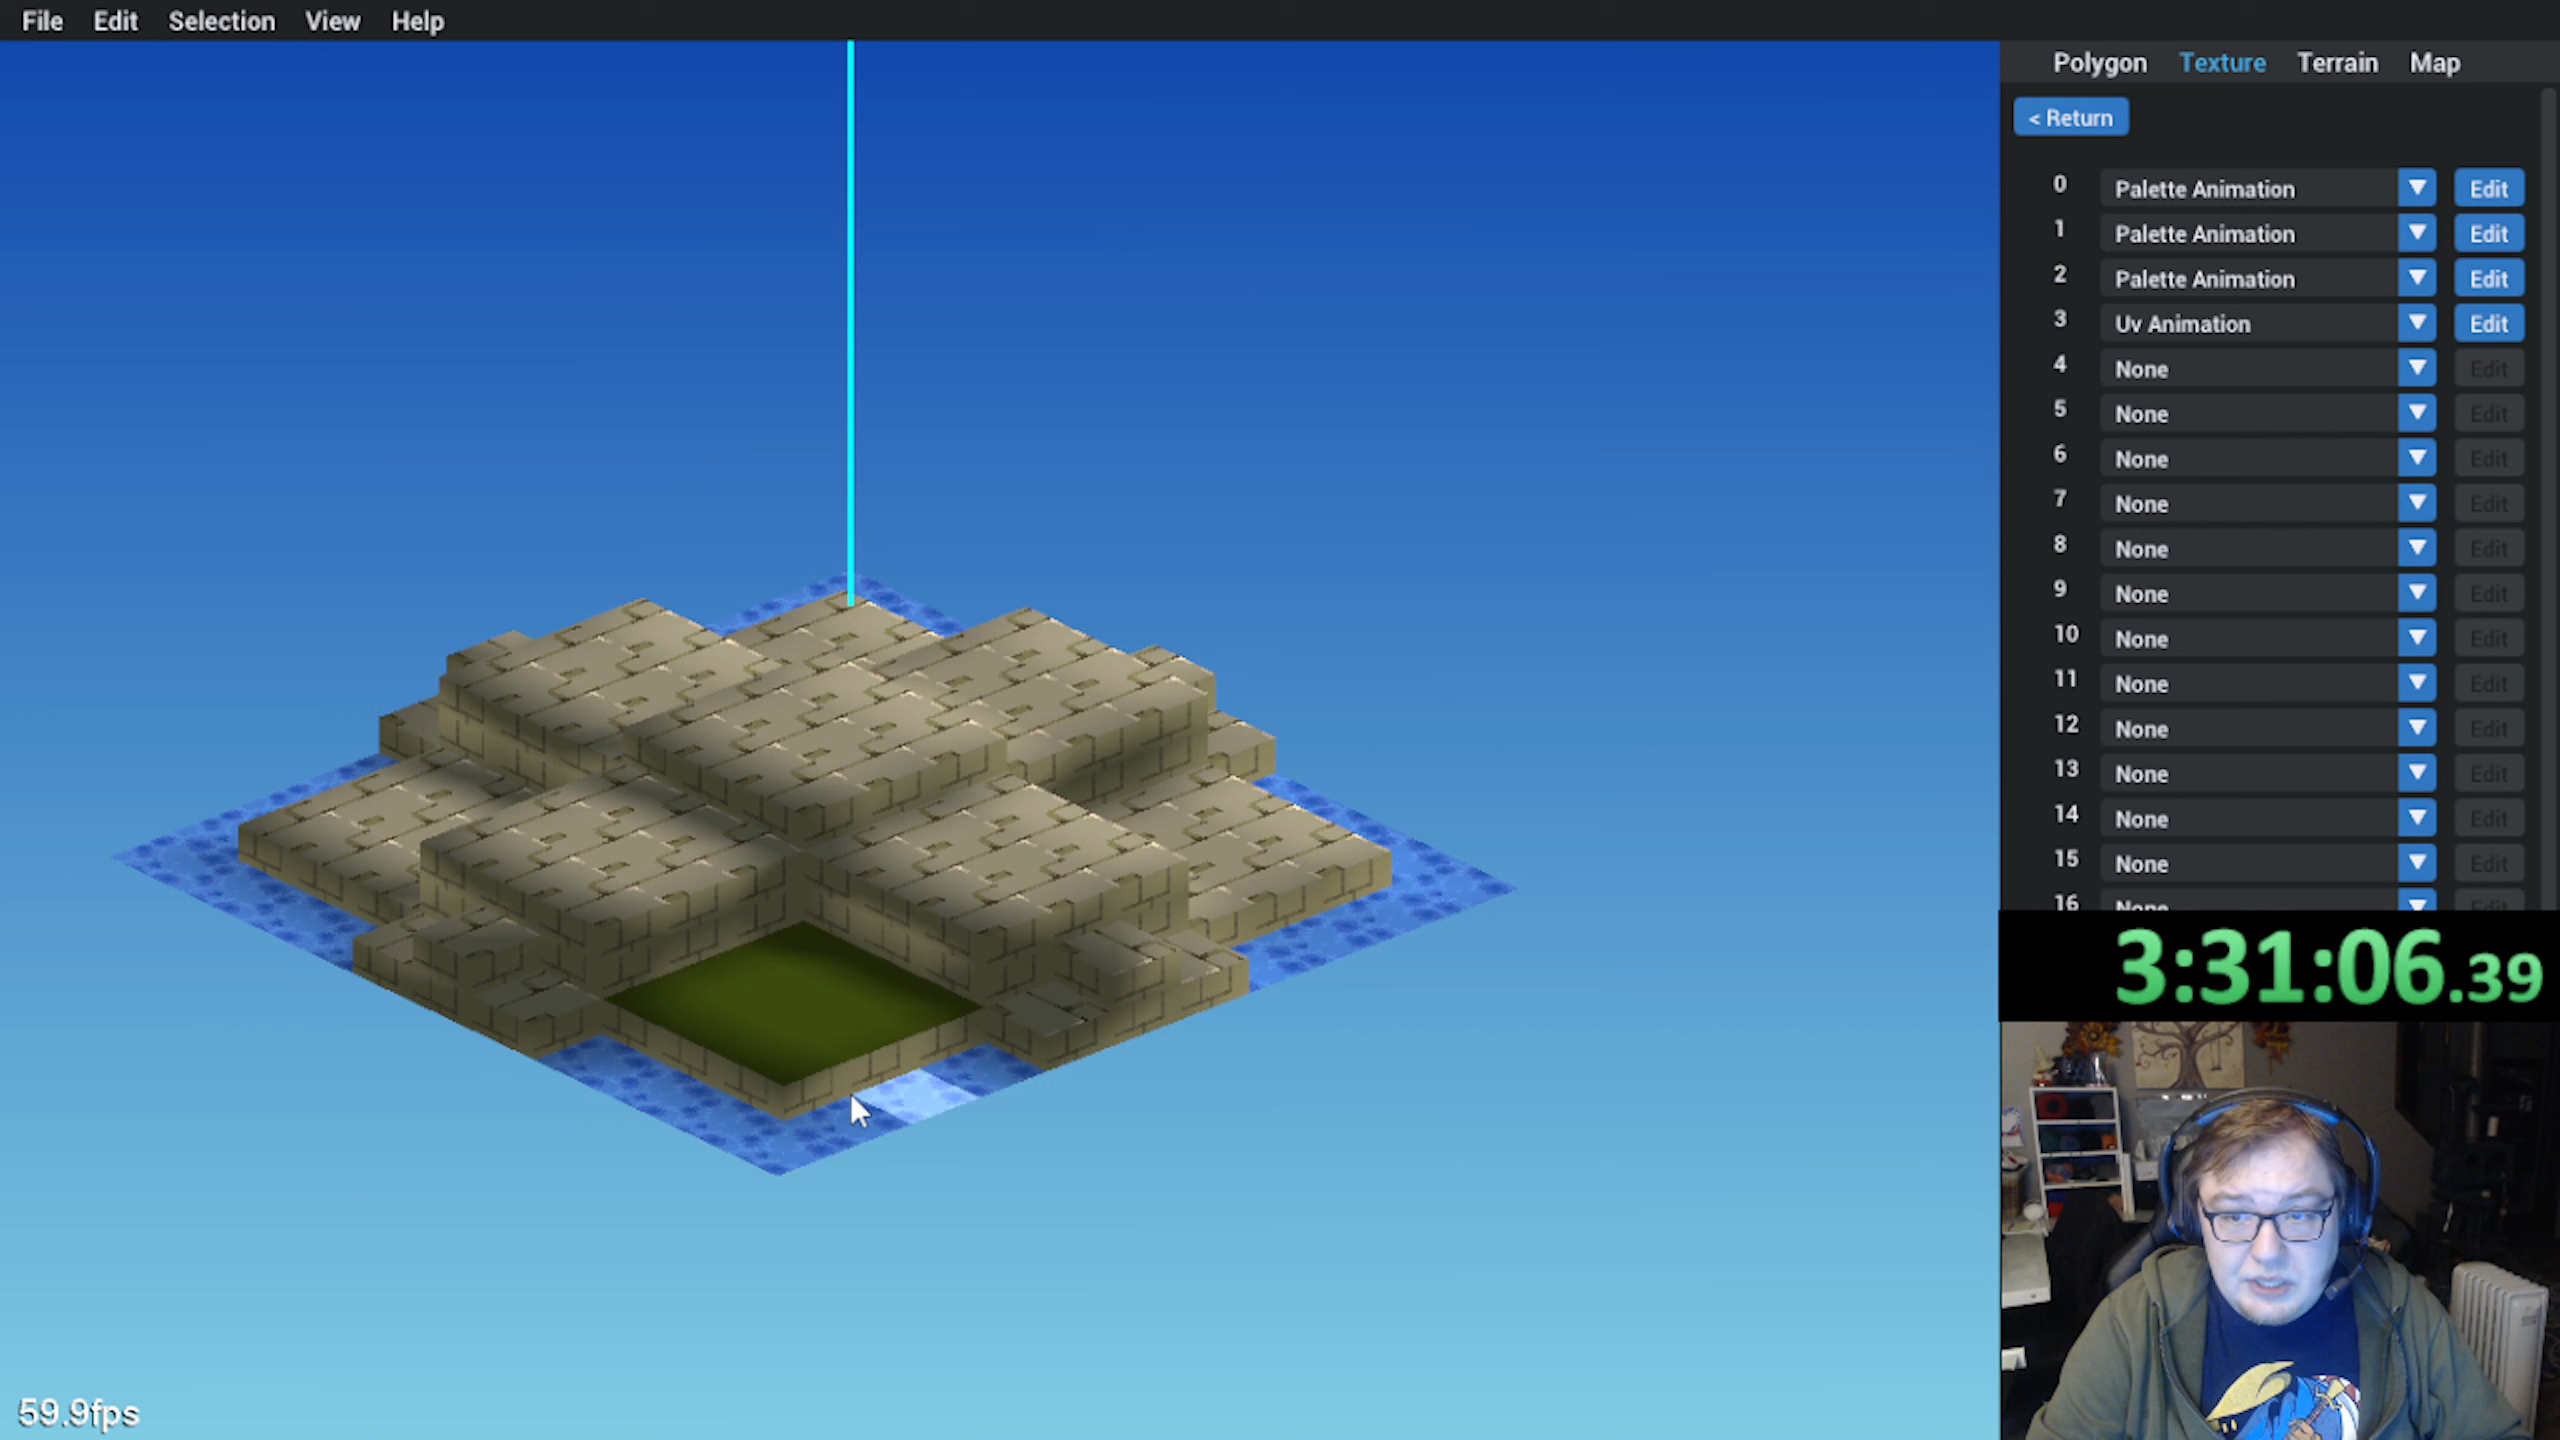 File Edit Selection View Help
Polygon Texture Terrain Map
< Return
0 Palette Animation Edit
1 Palette Animation Edit
2 Palette Animation Edit
3 Uv Animation Edit
4 None Edit
5 None Edit
6 None Edit
7 None Edit
8 None Edit
9 None Edit
10 None Edit
11 None Edit
12 None Edit
13 None Edit
14 None Edit
15 None Edit
16 None Edit
3:31:06.39
59.9fps